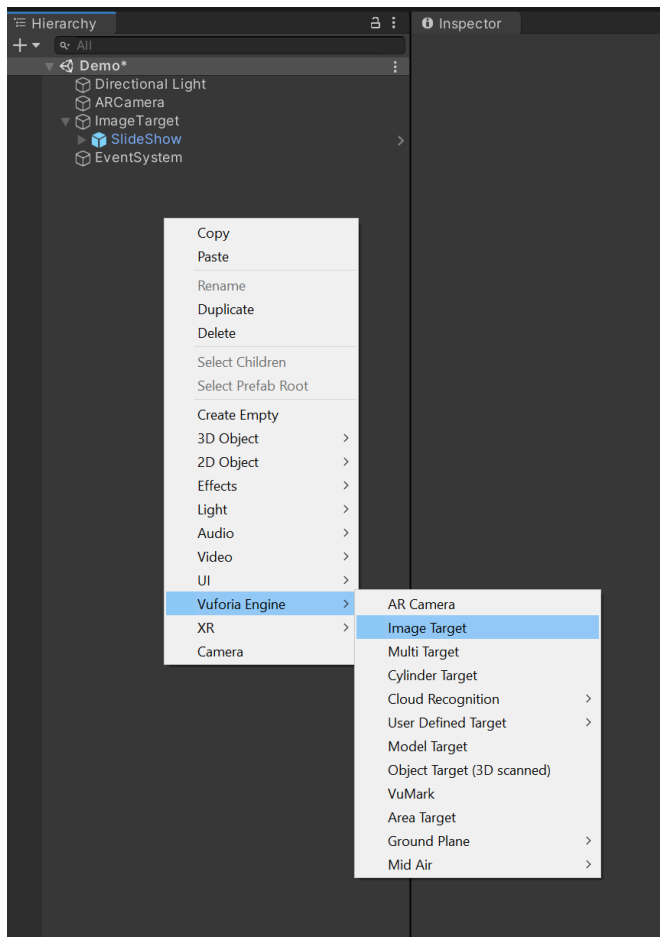 Hierarchy
Inspector
All
Demo*
Directional Light
ARCamera
ImageTarget
SlideShow
EventSystem
Copy
Paste
Rename
Duplicate
Delete
Select Children
Select Prefab Root
Create Empty
3D Object
2D Object
Effects
Light
Audio
Video
UI
Vuforia Engine
XR
Camera
AR Camera
Image Target
Multi Target
Cylinder Target
Cloud Recognition
User Defined Target
Model Target
Object Target (3D scanned)
VuMark
Area Target
Ground Plane
Mid Air